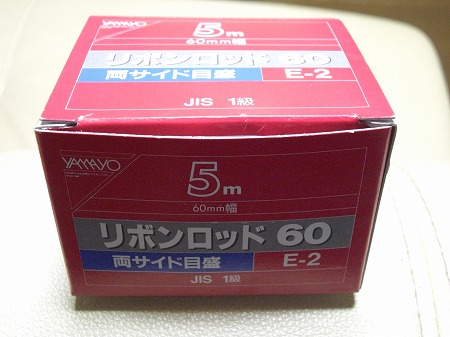 YAMAYO
5m
60mm幅
リボンロッド 60
両サイド目盛 E-2
JIS 1級
YAMAYO
5m
60mm幅
リボンロッド 60
両サイド目盛 E-2
JIS 1級